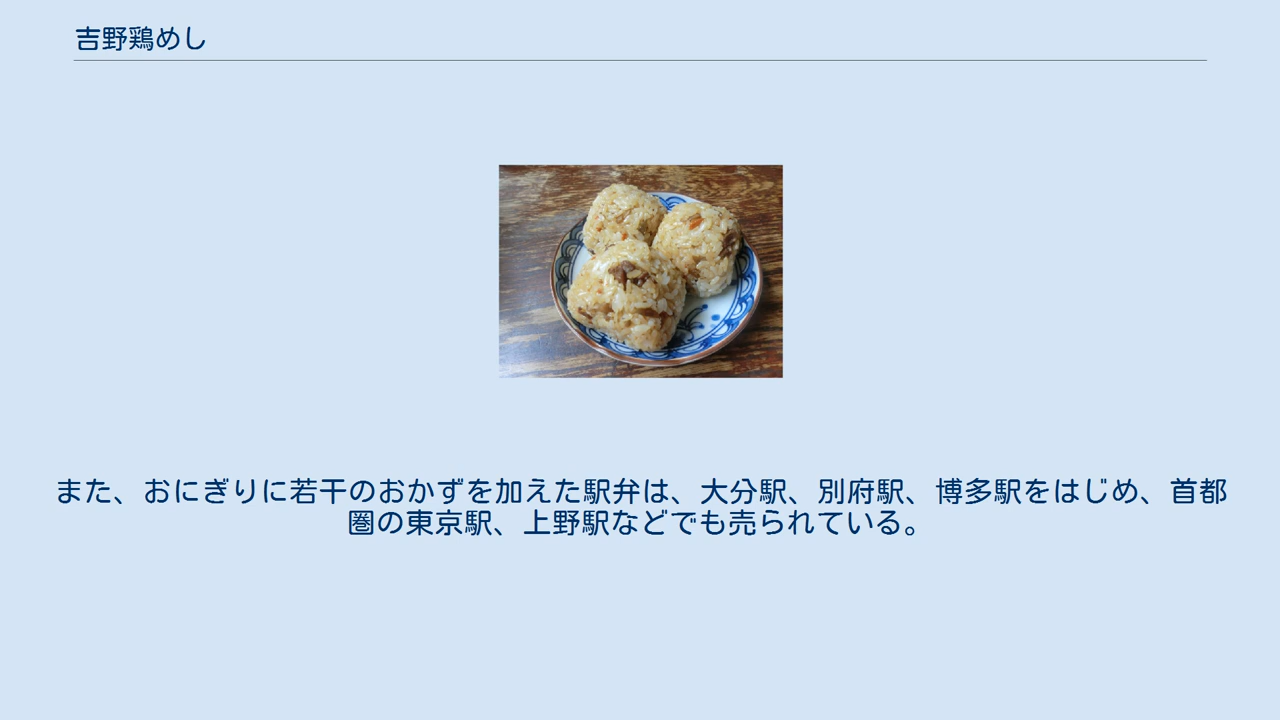 吉野鶏めし
また、おにぎりに若干のおかずを加えた駅弁は、大分駅、別府駅、博多駅をはじめ、首都
圏の東京駅、上野駅などでも売られている。